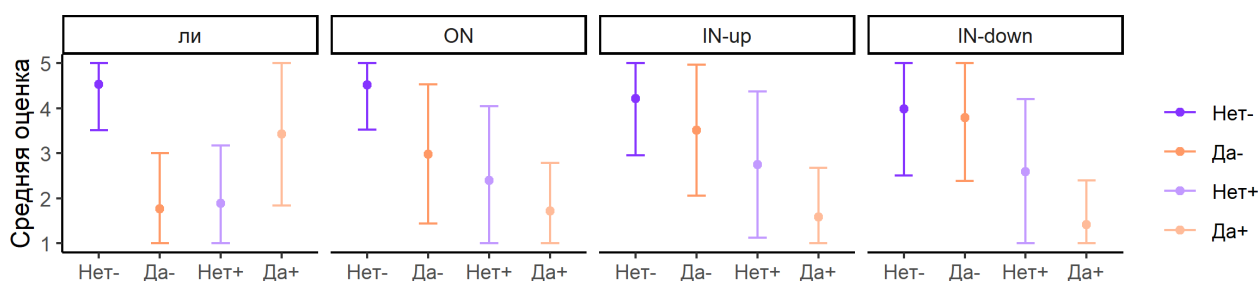 ли ON IN-up IN-down
Средняя оценка
5
4
3
2
1
Нет- Да- Нет+ Да+ Нет- Да- Нет+ Да+ Нет- Да- Нет+ Да+ Нет- Да- Нет+ Да+
Нет-
Да-
Нет+
Да+